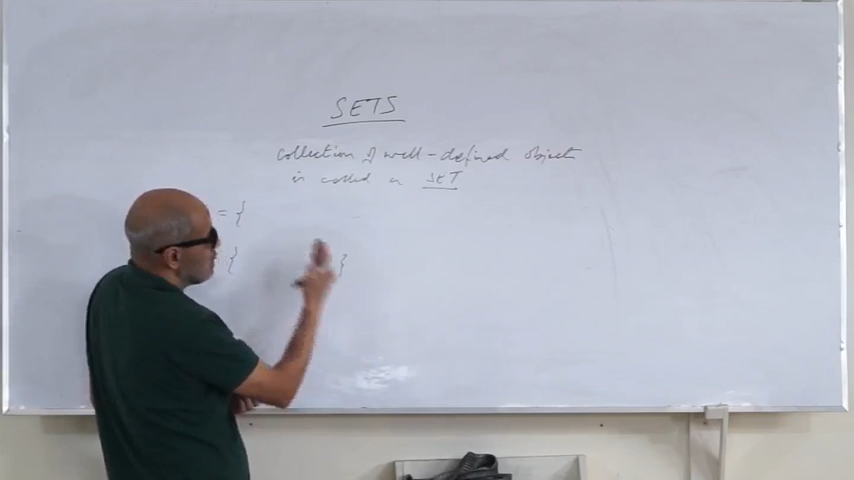 SETS
collection of well-defined object
is called a SET
= {
{ }